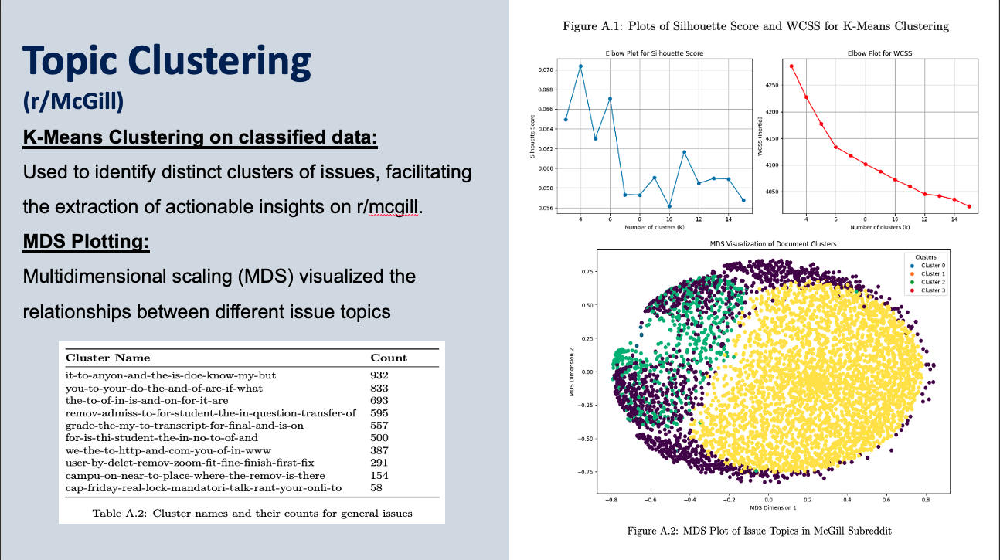 Topic Clustering
(r/McGill)
K-Means Clustering on classified data:
Used to identify distinct clusters of issues, facilitating
the extraction of actionable insights on r/mcgill.
MDS Plotting:
Multidimensional scaling (MDS) visualized the
relationships between different issue topics
Cluster Name Count
it-to-anyon-and-the-is-doe-know-my-but 932
you-to-your-do-the-and-of-are-if-what 833
the-to-of-in-is-and-on-for-it-are 693
remov-admiss-to-for-student-the-in-question-transfer-of 595
grade-the-my-to-transcript-for-final-and-is-on 557
for-is-thi-student-the-in-no-to-of-and 500
we-the-to-http-and-com-you-of-in-www 387
user-by-delet-remov-zoom-fit-fine-finish-first-fix 291
campu-on-near-to-place-where-the-remov-is-there 154
cap-friday-real-lock-mandatori-talk-rant-your-onli-to 58
Table A.2: Cluster names and their counts for general issues
Figure A.1: Plots of Silhouette Score and WCSS for K-Means Clustering
Elbow Plot for Silhouette Score
Silhouette Score
0.070
0.068
0.066
0.064
0.062
0.060
0.058
0.056
4 6 8 10 12 14
Number of clusters (k)
Elbow Plot for WCSS
WCSS (Inertia)
4250
4200
4150
4100
4050
4 6 8 10 12 14
Number of clusters (k)
MDS Visualization of Document Clusters
Clusters
Cluster 0
Cluster 1
Cluster 2
Cluster 3
MDS Dimension 2
0.75
0.50
0.25
0.00
−0.25
−0.50
−0.75
−0.8 −0.6 −0.4 −0.2 0.0 0.2 0.4 0.6 0.8
MDS Dimension 1
Figure A.2: MDS Plot of Issue Topics in McGill Subreddit